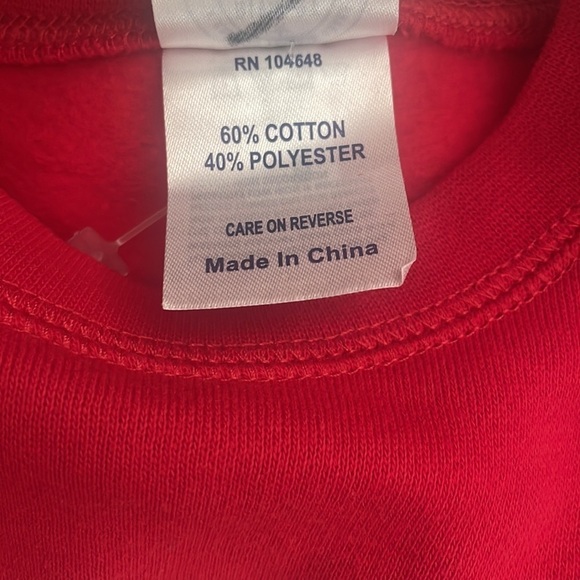 RN 104648
60% COTTON
40% POLYESTER
CARE ON REVERSE
Made In China